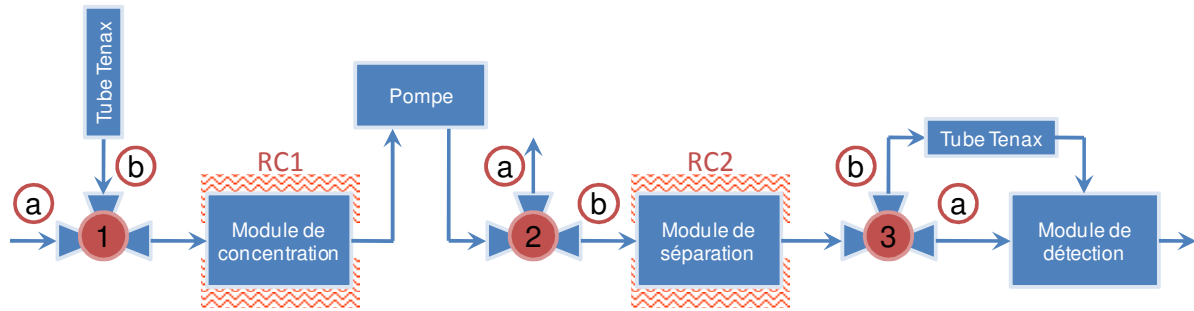 Tube Tenax
b
a
1
RC1
Module de
concentration
Pompe
a
2
b
RC2
Module de
séparation
b
3
a
Tube Tenax
Module de
détection